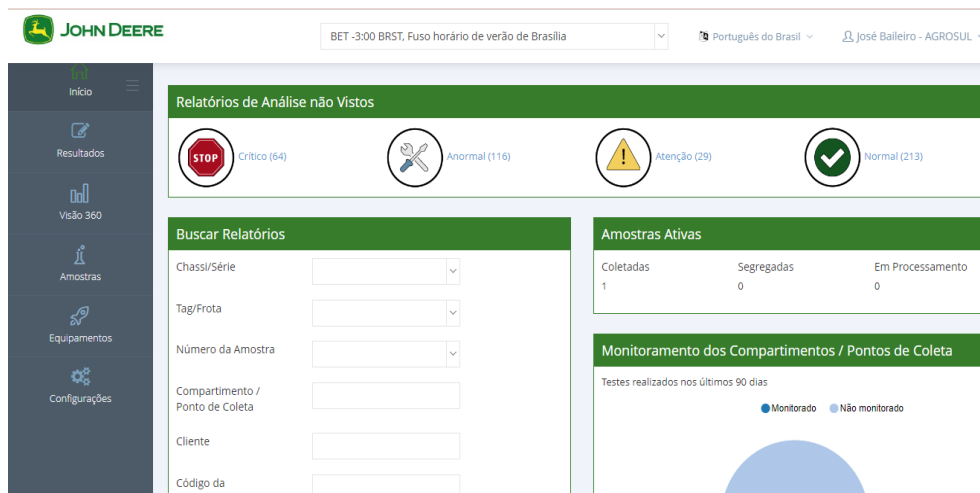 JOHN DEERE
BET -3:00 BRST, Fuso horário de verão de Brasília
Português do Brasil
José Baileiro - AGROSUL
Início
Resultados
Visão 360
Amostras
Equipamentos
Configurações
Relatórios de Análise não Vistos
STOP
Crítico (64)
Anormal (116)
!
Atenção (29)
Normal (213)
Buscar Relatórios
Chassi/Série
Tag/Frota
Número da Amostra
Compartimento /
Ponto de Coleta
Cliente
Código da
Amostras Ativas
Coletadas Segregadas Em Processamento
1 0 0
Monitoramento dos Compartimentos / Pontos de Coleta
Testes realizados nos últimos 90 dias
Monitorado Não monitorado